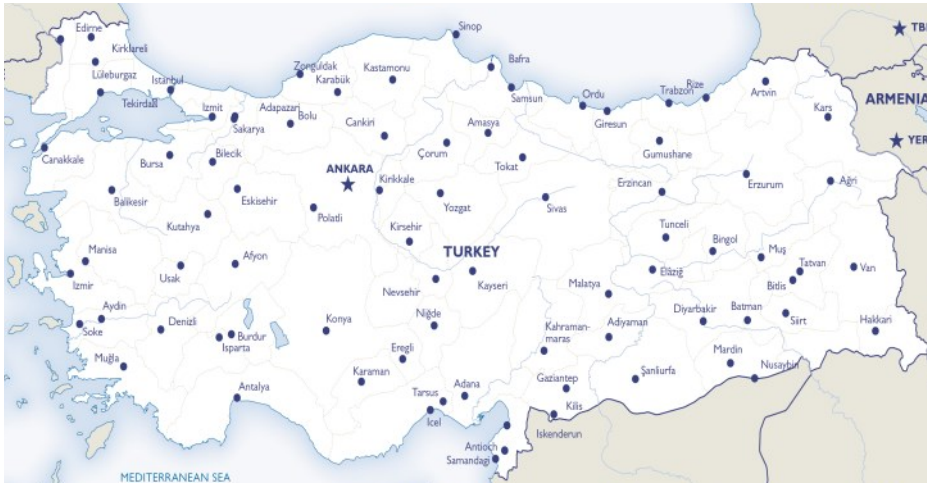 Sinop
TBI
Edirne
Kirklareli
Bafra
Zonguldak
Kastamonu
Lüleburgaz
Istanbul
Karabük
Artvin
Rize
Samsun
Ordu
Trabzon
ARMENIA
Tekirdağ
Izmit
Adapazari
Bolu
Amasya
Giresun
Kars
Sakarya
Cankiri
YER
Çorum
Gumushane
Canakkale
Bursa
Bilecik
Tokat
ANKARA
Kirikkale
Erzurum
Ağri
Erzincan
Balikesir
Eskisehir
Yozgat
Sivas
Polatli
Kutahya
Tunceli
Kirsehir
Manisa
TURKEY
Bingol
Muş
Afyon
Tatvan
Van
Usak
Elâziğ
Izmir
Nevsehir
Kayseri
Malatya
Bitlis
Aydin
Diyarbakir
Batman
Niğde
Siirt
Hakkari
Soke
Denizli
Konya
Adiyaman
Burdur
Kahraman-
maras
Isparta
Muğla
Eregli
Mardin
Nusaybin
Karaman
Şanliurfa
Antalya
Tarsus
Adana
Gaziantep
Icel
Kilis
Iskenderun
Antioch
Samandagi
MEDITERRANEAN SEA